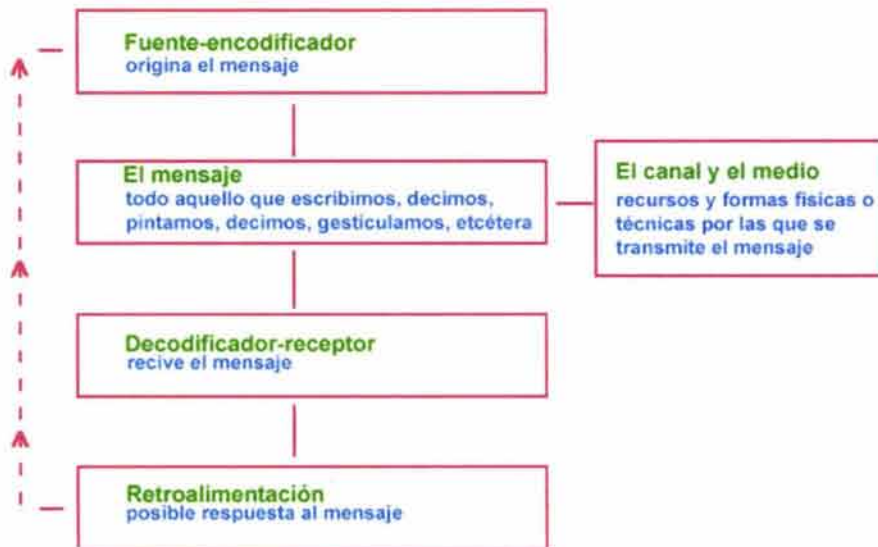 Fuente-encodificador
origina el mensaje
El mensaje
todo aquello que escribimos, decimos,
pintamos, decimos, gesticulamos, etcétera
El canal y el medio
recursos y formas físicas o
técnicas por las que se
transmite el mensaje
Decodificador-receptor
recive el mensaje
Retroalimentación
posible respuesta al mensaje